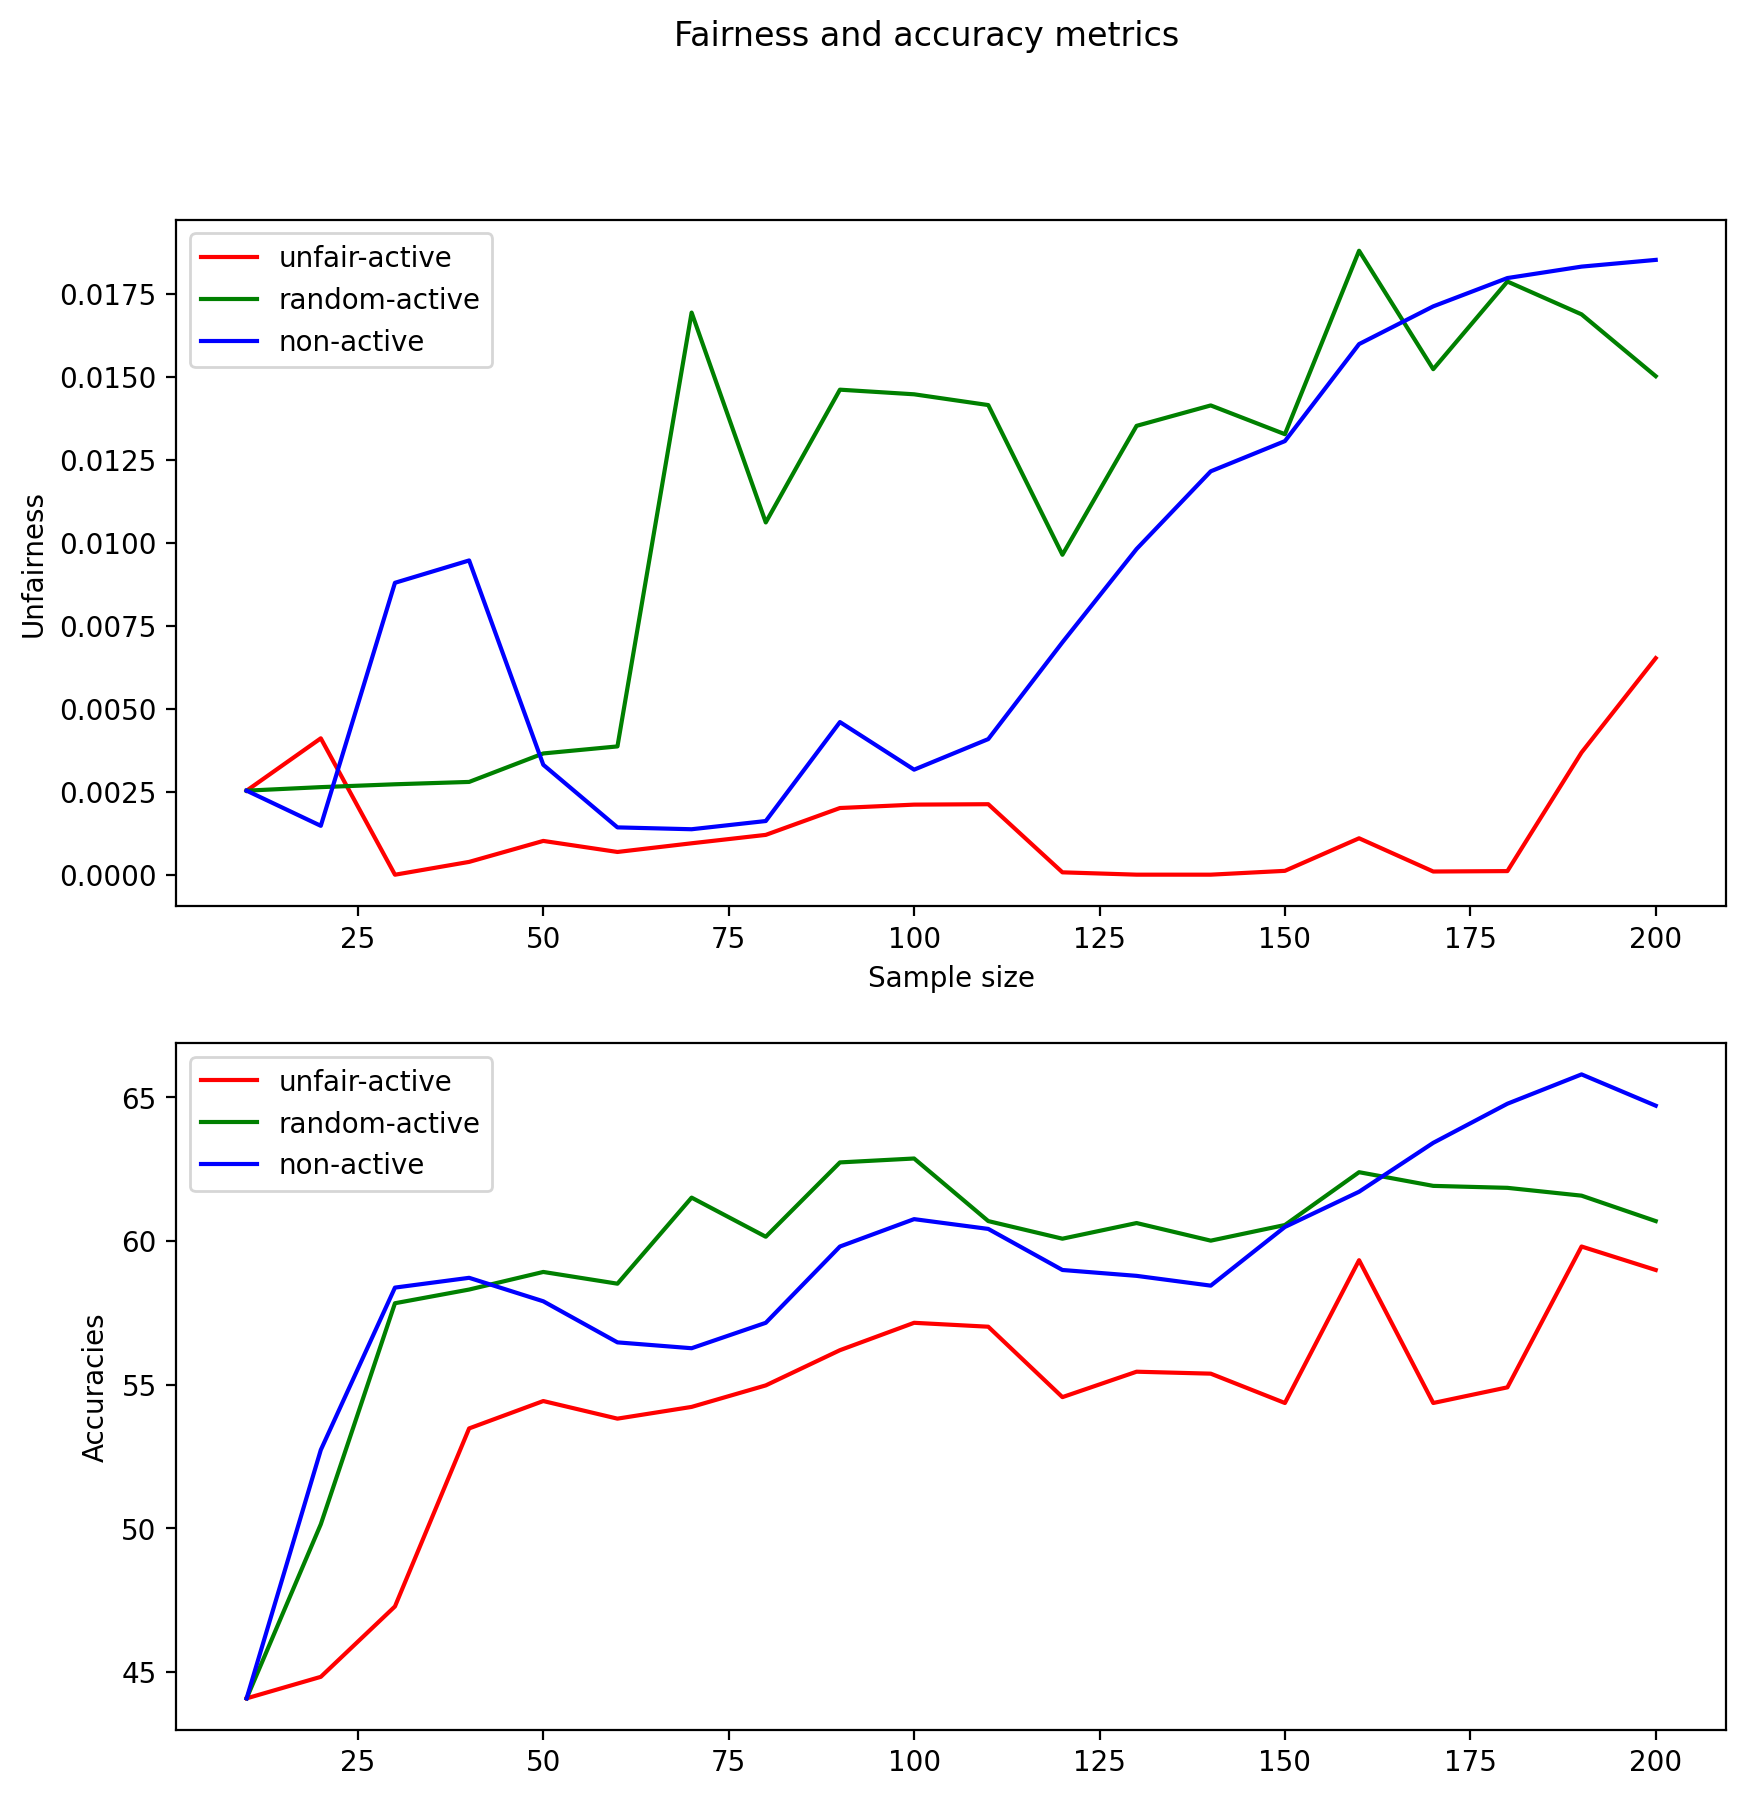 Fairness and accuracy metrics
unfair-active
random-active
non-active
0.0175
0.0150
0.0125
0.0100
0.0075
0.0050
0.0025
0.0000
Unfairness
25 50 75 100 125 150 175 200
Sample size
unfair-active
random-active
non-active
65
60
55
50
45
Accuracies
25 50 75 100 125 150 175 200